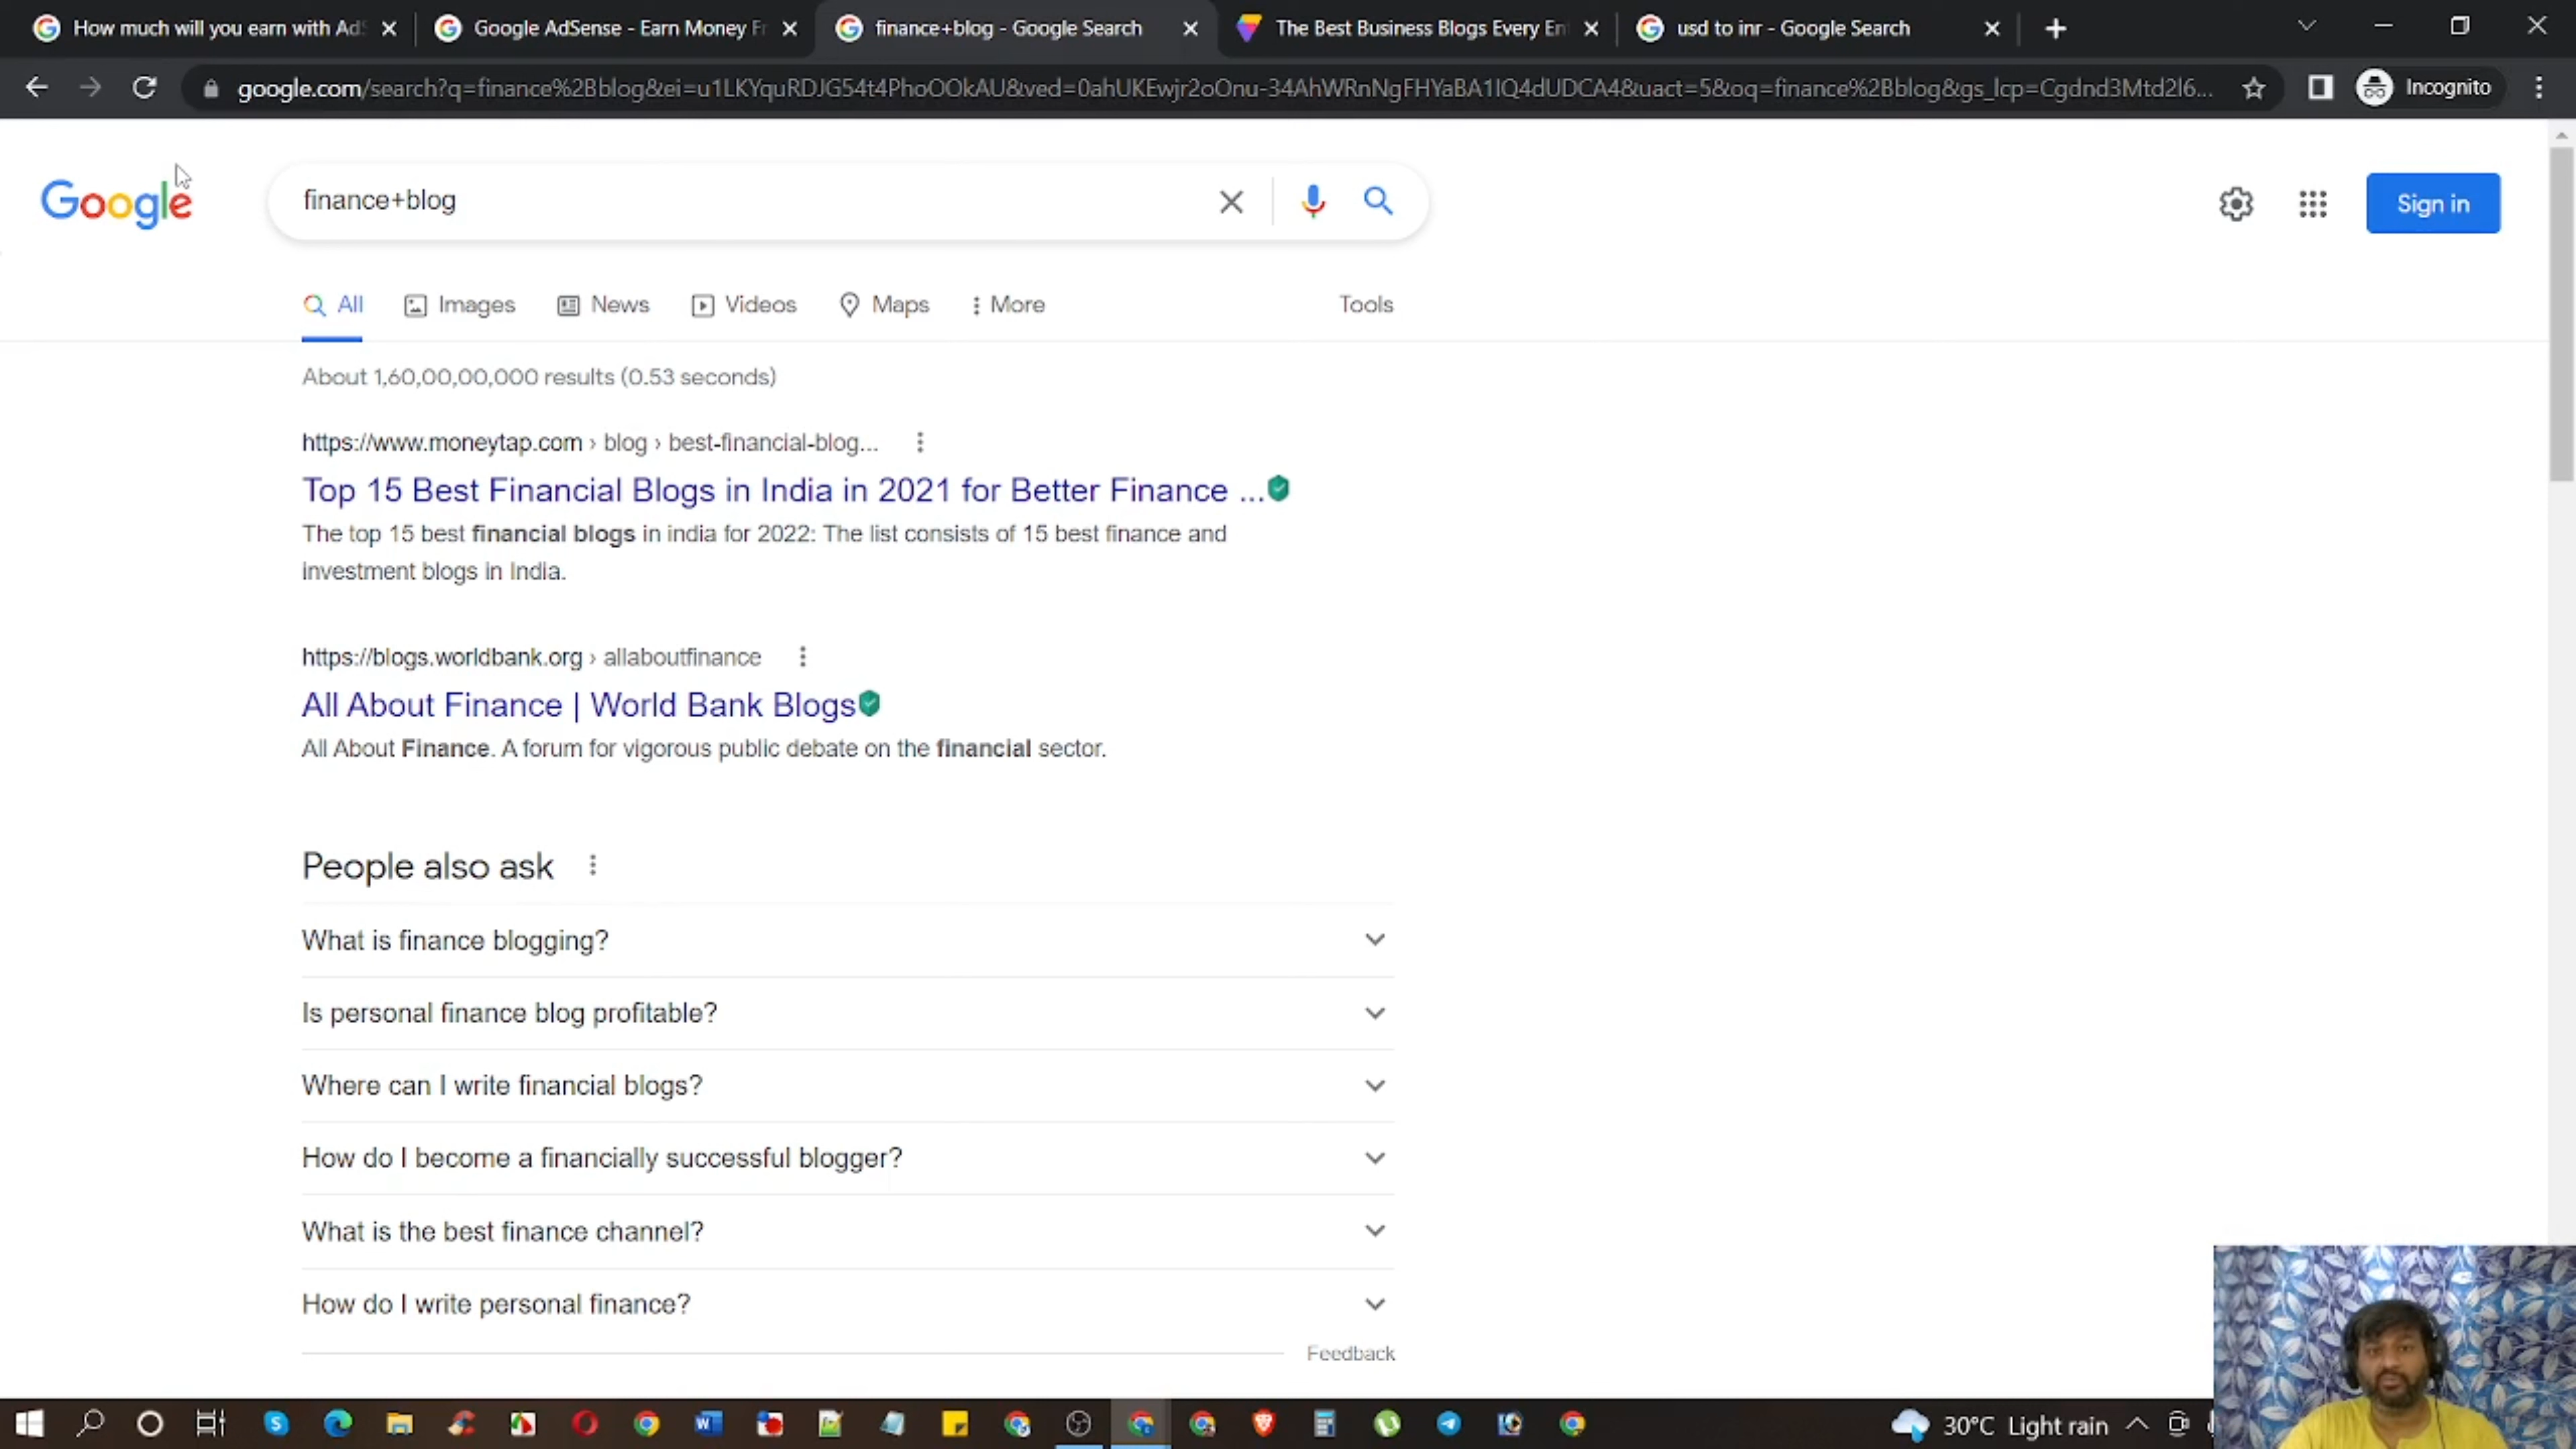 How much will you earn with Ad
Google AdSense - Earn Money F
finance+blog - Google Search
The Best Business Blogs Every En
usd to inr - Google Search
google.com/search?q=finance%2Bblog&ei=u1LKYquRDJG54t4PhoOOkAU&ved=0ahUKEwjr2oOnu-34AhWRnNgFHYaBA1IQ4dUDCA4&uact=5&oq=finance%2Bblog&gs_lcp=Cgdnd3Mtd2l6...
Incognito
Google
finance+blog
Sign in
All
Images
News
Videos
Maps
More
Tools
About 1,60,00,00,000 results (0.53 seconds)
https://www.moneytap.com › blog › best-financial-blog...
Top 15 Best Financial Blogs in India in 2021 for Better Finance ...
The top 15 best financial blogs in india for 2022: The list consists of 15 best finance and
investment blogs in India.
https://blogs.worldbank.org › allaboutfinance
All About Finance | World Bank Blogs
All About Finance. A forum for vigorous public debate on the financial sector.
People also ask
What is finance blogging?
Is personal finance blog profitable?
Where can I write financial blogs?
How do I become a financially successful blogger?
What is the best finance channel?
How do I write personal finance?
Feedback
30°C Light rain